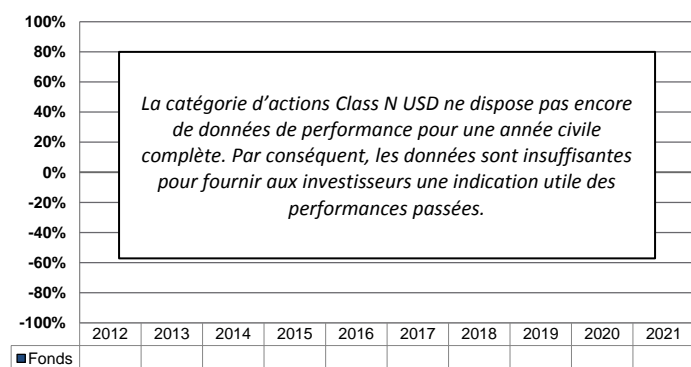 100%
80%
60%
40%
20%
0%
-20%
-40%
-60%
-80%
-100%
La catégorie d'actions Class N USD ne dispose pas encore
de données de performance pour une année civile
complète. Par conséquent, les données sont insuffisantes
pour fournir aux investisseurs une indication utile des
performances passées.
2012 2013 2014 2015 2016 2017 2018 2019 2020 2021
Fonds